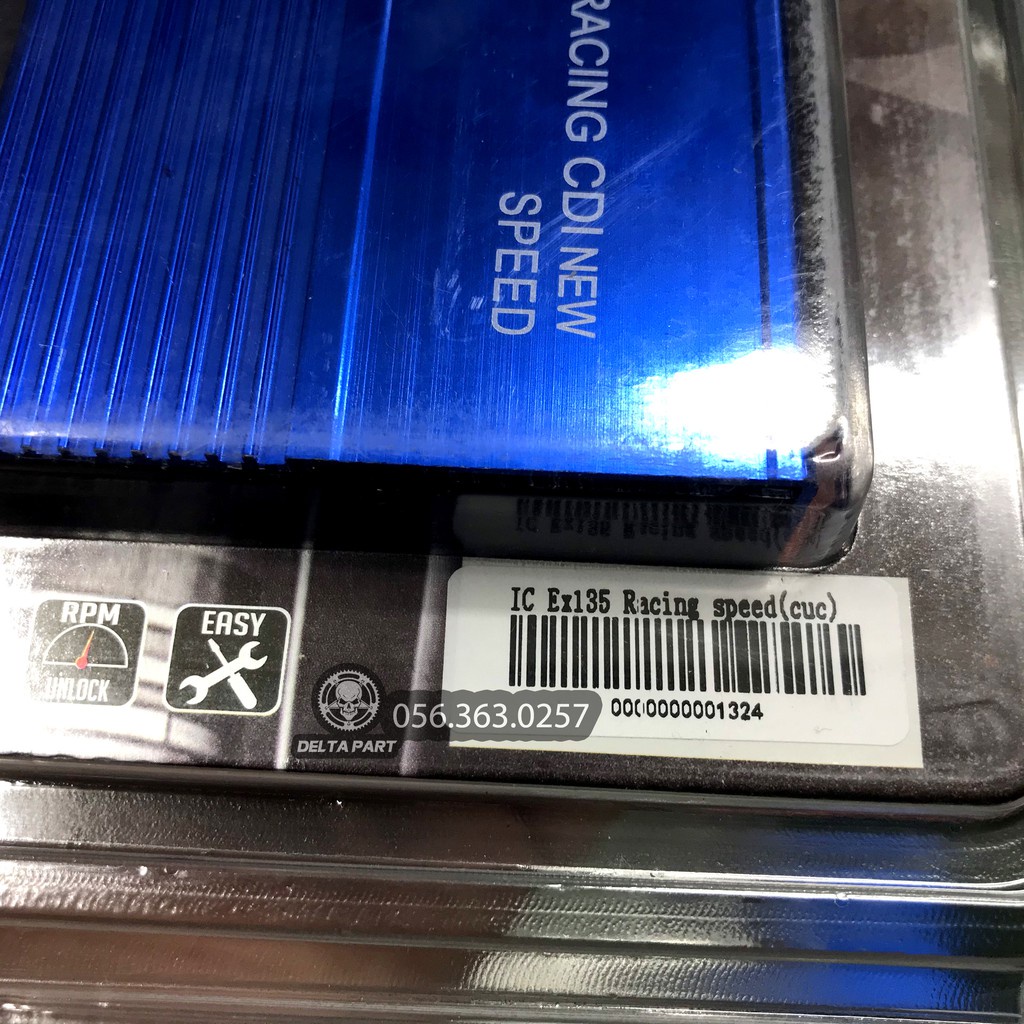 RACING CDI NEW
SPEED
IC Ex135 Racing speed(cuc)
RPM
UNLOCK
EASY
056.363.0257
DELTA PART
0000000001324